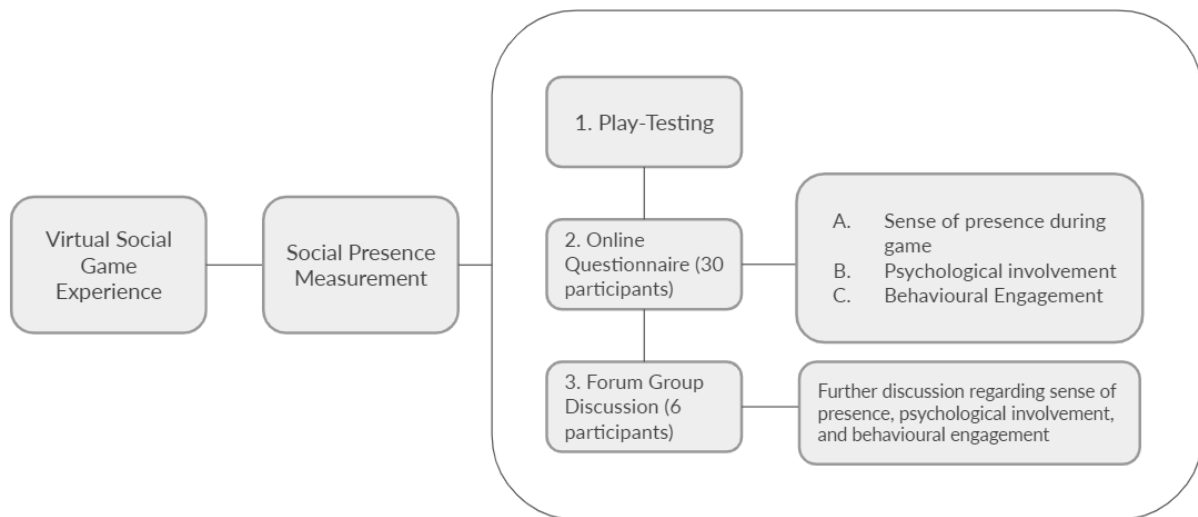 Virtual Social
Game
Experience
Social Presence
Measurement
1. Play-Testing
2. Online
Questionnaire (30
participants)
A. Sense of presence during
game
B. Psychological involvement
C. Behavioural Engagement
3. Forum Group
Discussion (6
participants)
Further discussion regarding sense of
presence, psychological involvement,
and behavioural engagement